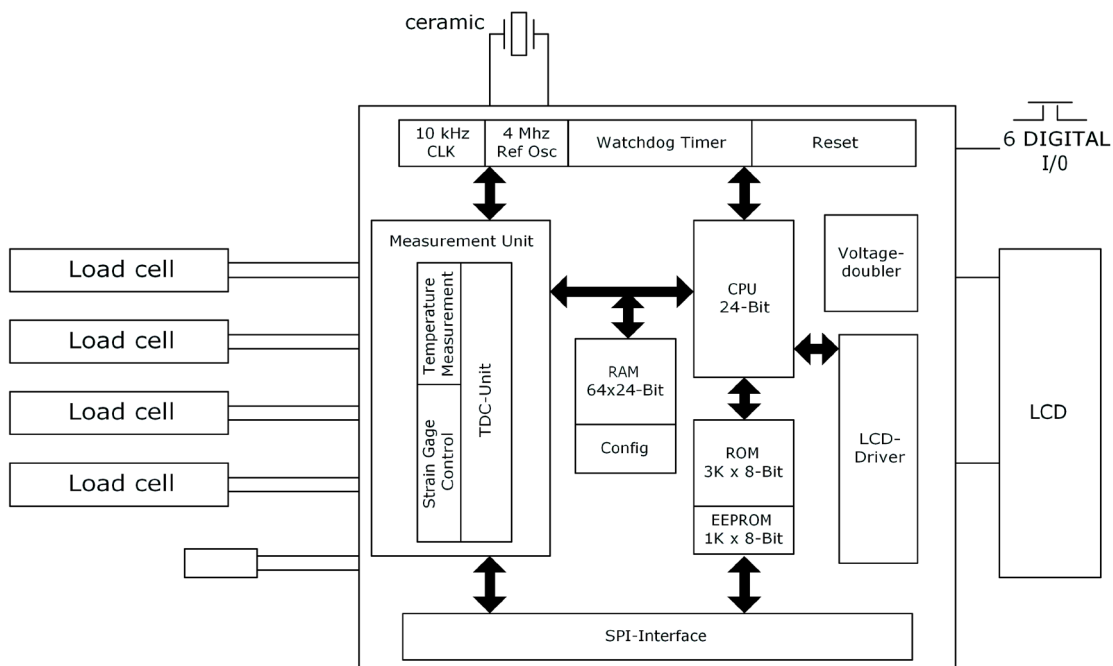 ceramic
10 kHz
CLK
4 Mhz
Ref Osc
Watchdog Timer
Reset
6 DIGITAL
I/0
Measurement Unit
Temperature
Measurement
Strain Gage
Control
TDC-Unit
CPU
24-Bit
Voltage-
doubler
Load cell
Load cell
Load cell
Load cell
RAM
64x24-Bit
Config
ROM
3K x 8-Bit
EEPROM
1K x 8-Bit
LCD-
Driver
LCD
SPI-Interface